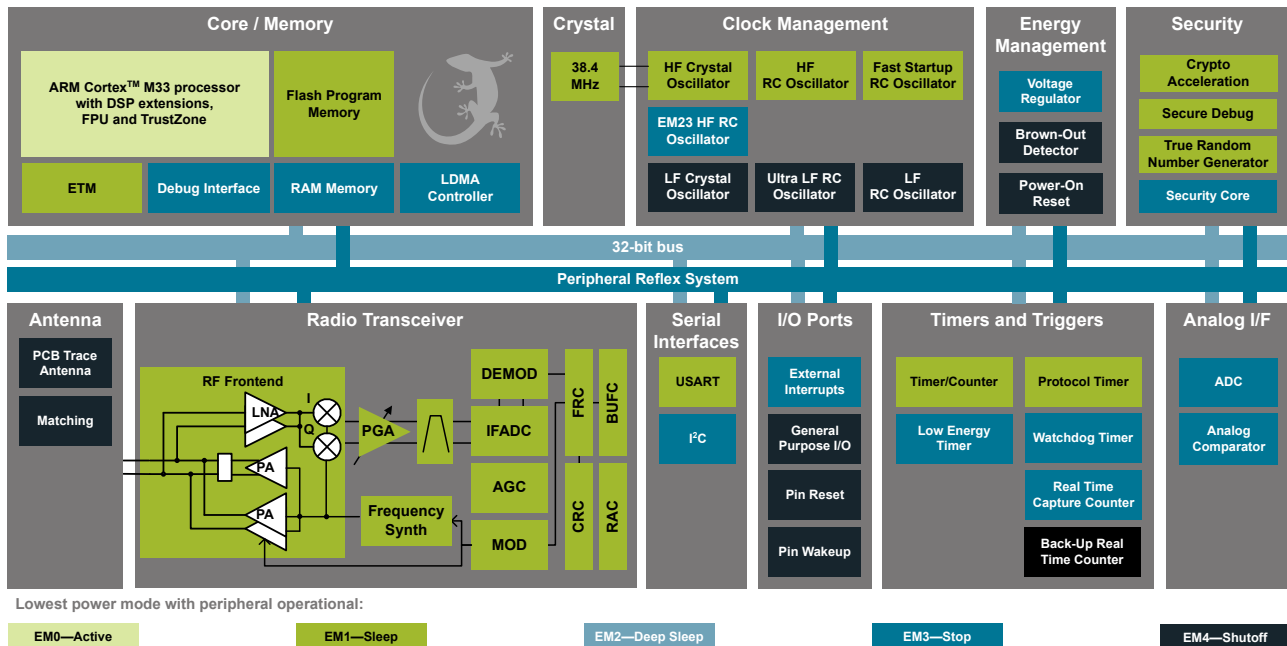 Core / Memory
ARM Cortex™ M33 processor
with DSP extensions,
FPU and TrustZone
Flash Program
Memory
ETM
Debug Interface
RAM Memory
LDMA
Controller
Crystal
38.4
MHz
Clock Management
HF Crystal
Oscillator
HF
RC Oscillator
Fast Startup
RC Oscillator
EM23 HF RC
Oscillator
LF Crystal
Oscillator
Ultra LF RC
Oscillator
LF
RC Oscillator
Energy
Management
Voltage
Regulator
Brown-Out
Detector
Power-On
Reset
Security
Crypto
Acceleration
Secure Debug
True Random
Number Generator
Security Core
32-bit bus
Peripheral Reflex System
Antenna
PCB Trace
Antenna
Matching
Radio Transceiver
RF Frontend
LNA
I
Q
PA
PA
PGA
Frequency
Synth
DEMOD
IFADC
AGC
MOD
FRC
BUFC
CRC
RAC
Serial
Interfaces
USART
I²C
I/O Ports
External
Interrupts
General
Purpose I/O
Pin Reset
Pin Wakeup
Timers and Triggers
Timer/Counter
Protocol Timer
Low Energy
Timer
Watchdog Timer
Real Time
Capture Counter
Back-Up Real
Time Counter
Analog I/F
ADC
Analog
Comparator
Lowest power mode with peripheral operational:
EM0—Active
EM1—Sleep
EM2—Deep Sleep
EM3—Stop
EM4—Shutoff